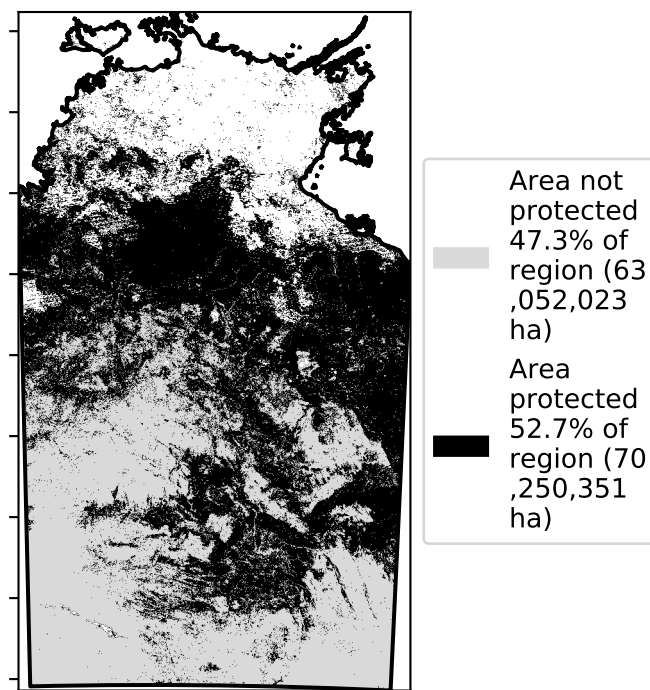 Area not
protected
47.3% of
region (63
,052,023
ha)
Area
protected
52.7% of
region (70
,250,351
ha)